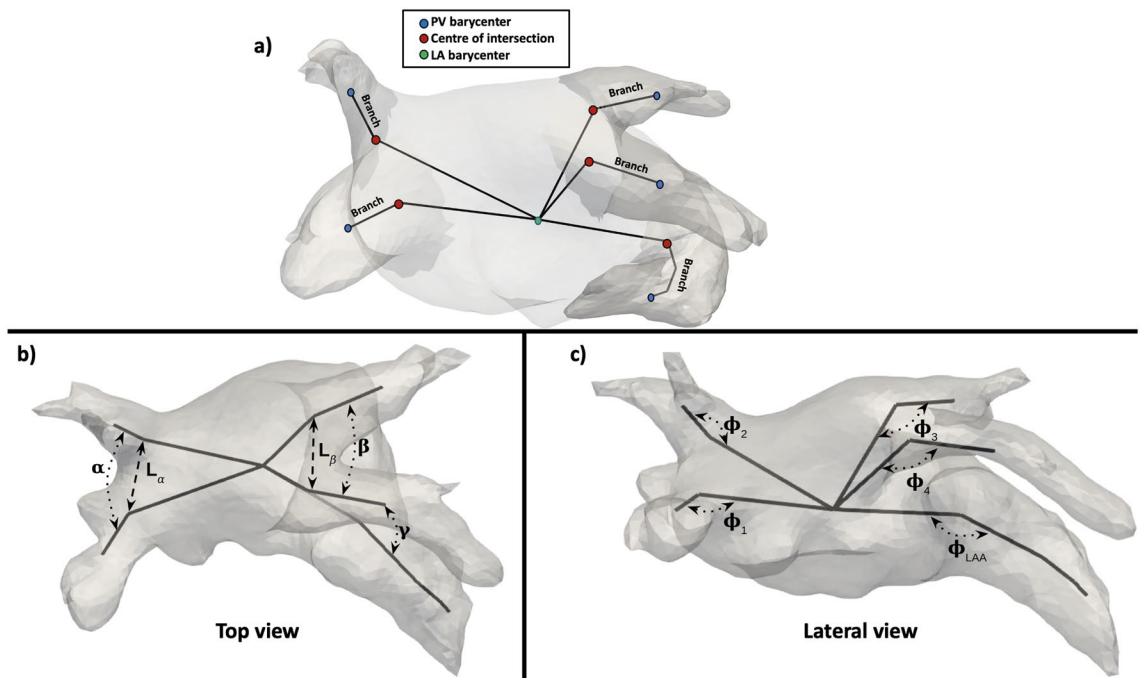 a)
PV barycenter
Centre of intersection
LA barycenter
Branch
Branch
Branch
Branch
Branch
b)
α
Lα
Lβ
β
γ
Top view
c)
ϕ2
ϕ3
ϕ4
ϕ1
ϕLAA
Lateral view